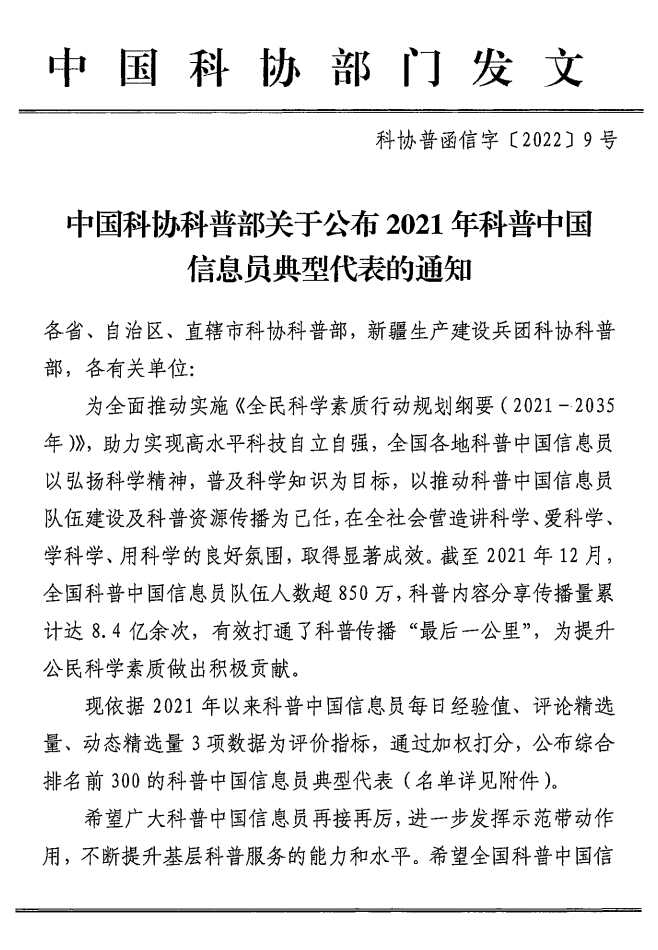 中国科协部门发文
科协普函信字〔2022〕9号
中国科协科普部关于公布2021年科普中国
信息员典型代表的通知
各省、自治区、直辖市科协科普部，新疆生产建设兵团科协科普
部，各有关单位：
为全面推动实施《全民科学素质行动规划纲要（2021－2035
年）》，助力实现高水平科技自立自强，全国各地科普中国信息员
以弘扬科学精神，普及科学知识为目标，以推动科普中国信息员
队伍建设及科普资源传播为己任，在全社会营造讲科学、爱科学、
学科学、用科学的良好氛围，取得显著成效。截至2021年12月，
全国科普中国信息员队伍人数超850万，科普内容分享传播量累
计达8.4亿余次，有效打通了科普传播“最后一公里”，为提升
公民科学素质做出积极贡献。
现依据2021年以来科普中国信息员每日经验值、评论精选
量、动态精选量3项数据为评价指标，通过加权打分，公布综合
排名前300的科普中国信息员典型代表（名单详见附件）。
希望广大科普中国信息员再接再厉，进一步发挥示范带动作
用，不断提升基层科普服务的能力和水平。希望全国科普中国信